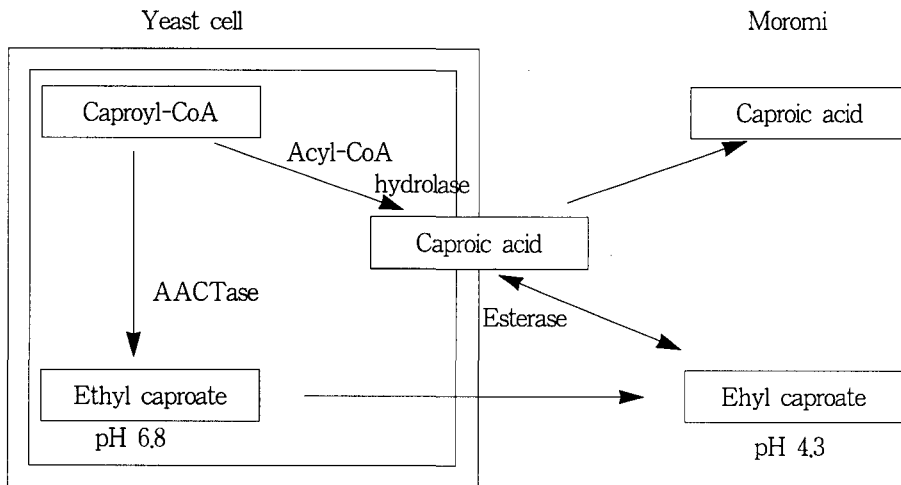 Yeast cell
Moromi
Caproyl-CoA
Caproic acid
Acyl-CoA
hydrolase
Caproic acid
AACTase
Esterase
Ethyl caproate
Ehyl caproate
pH 6.8
pH 4.3